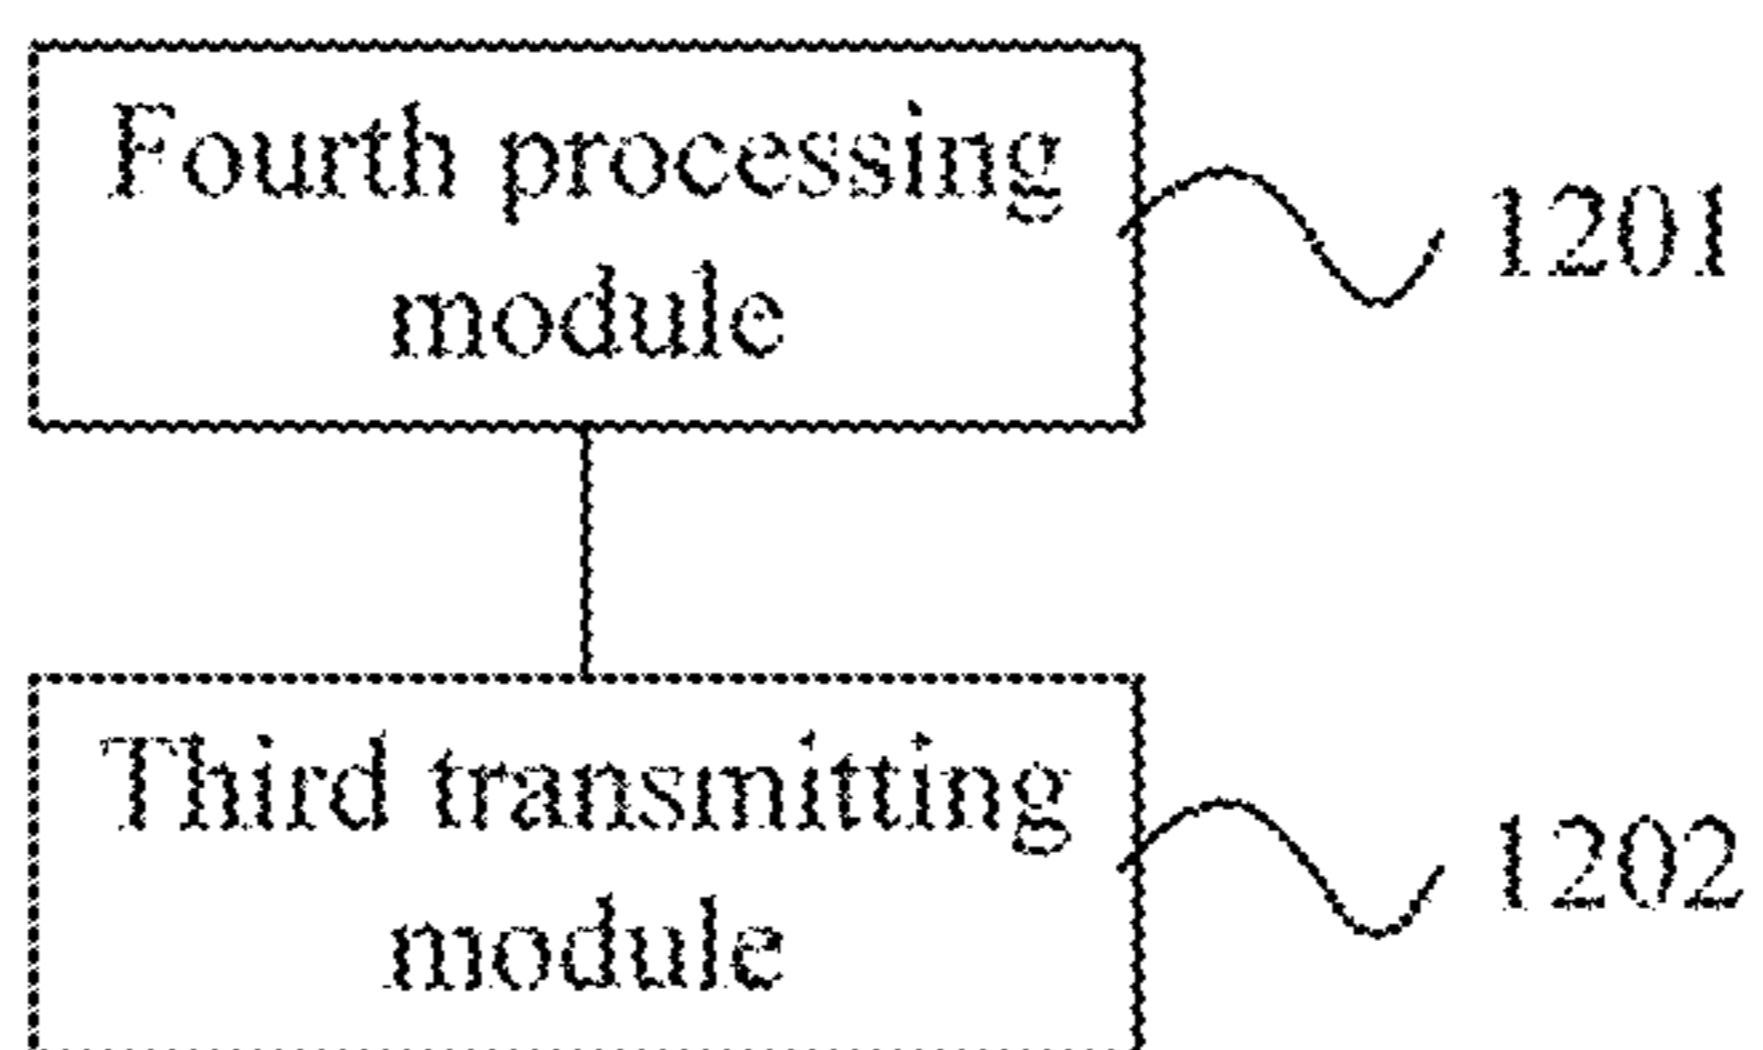 Fourth processing
module
1201
Third transmitting
module
1202